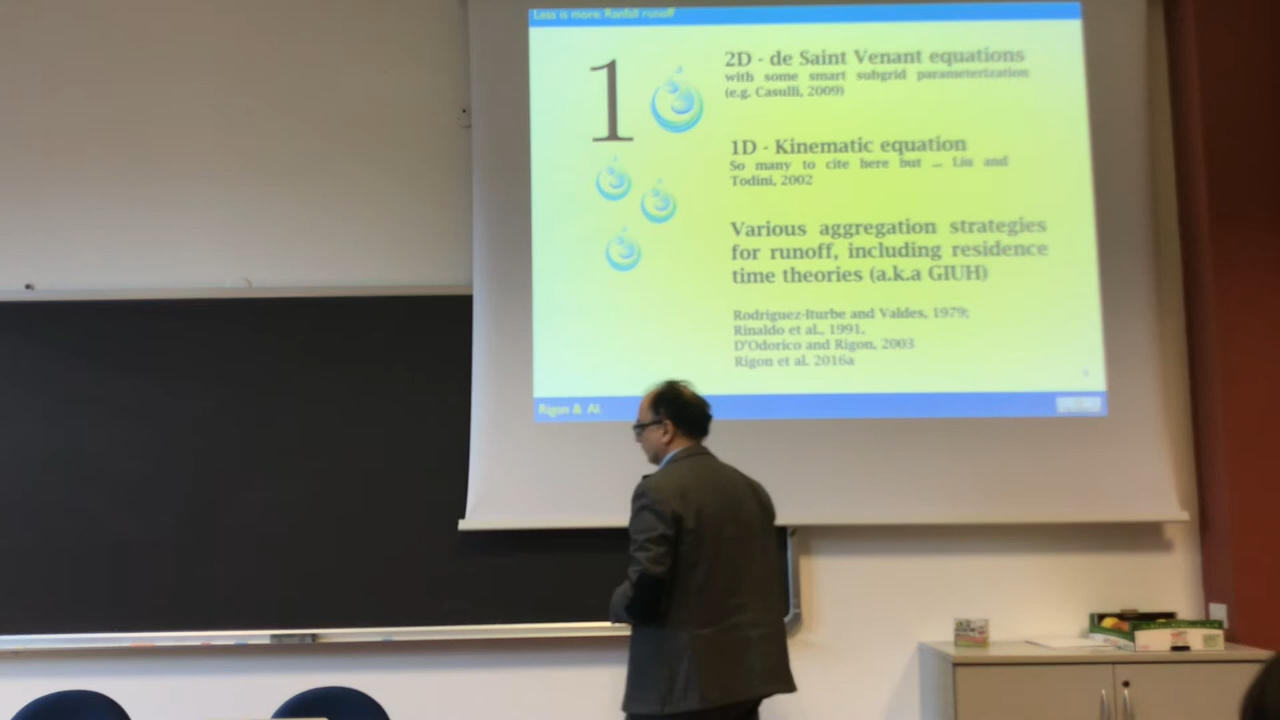 Less is more: Rainfall runoff
1
2D - de Saint Venant equations
with some smart subgrid parameterization
(e.g. Casulli, 2009)
1D - Kinematic equation
So many to cite here but ... Liu and
Todini, 2002
Various aggregation strategies
for runoff, including residence
time theories (a.k.a GIUH)
Rodriguez-Iturbe and Valdes, 1979;
Rinaldo et al., 1991,
D'Odorico and Rigon, 2003
Rigon et al. 2016a
Rigon & Al.